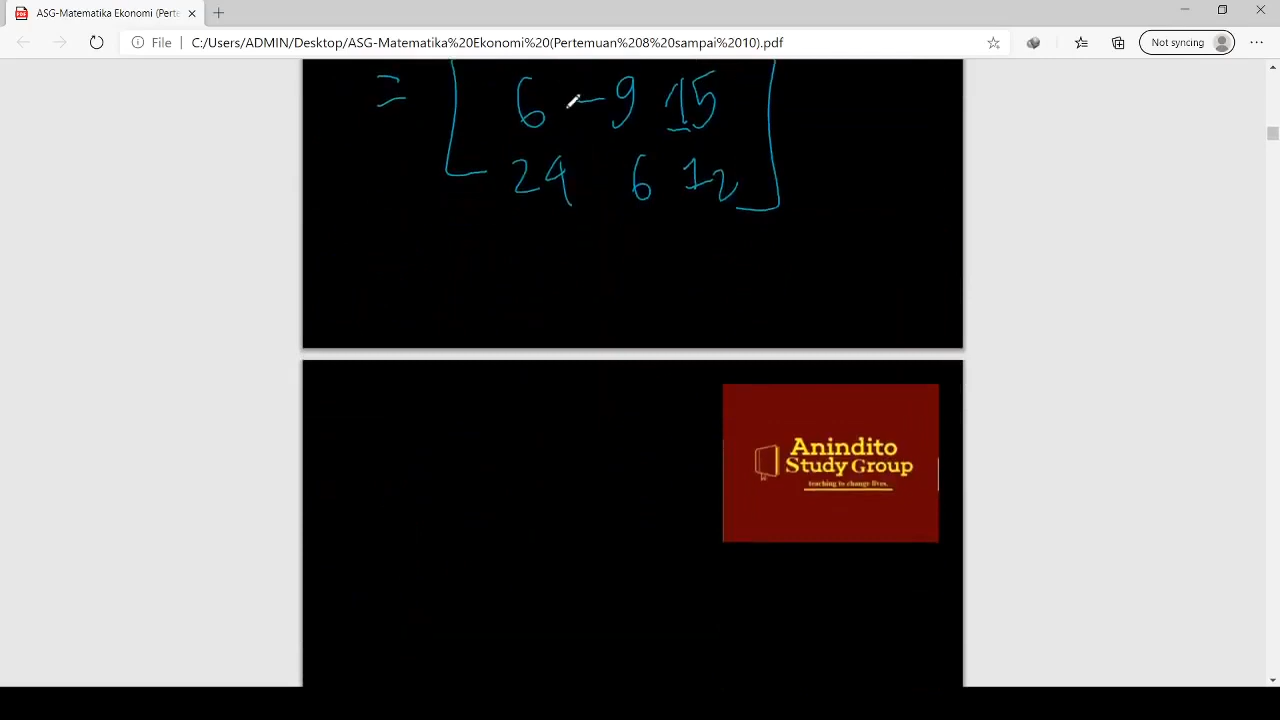 ASG-Matematika Ekonomi (Perte
File
C:/Users/ADMIN/Desktop/ASG-Matematika%20Ekonomi%20(Pertemuan%208%20sampai%2010).pdf
Not syncing
= [ 6 -9 15
24 6 12 ]
Anindito
Study Group
teaching to change lives.